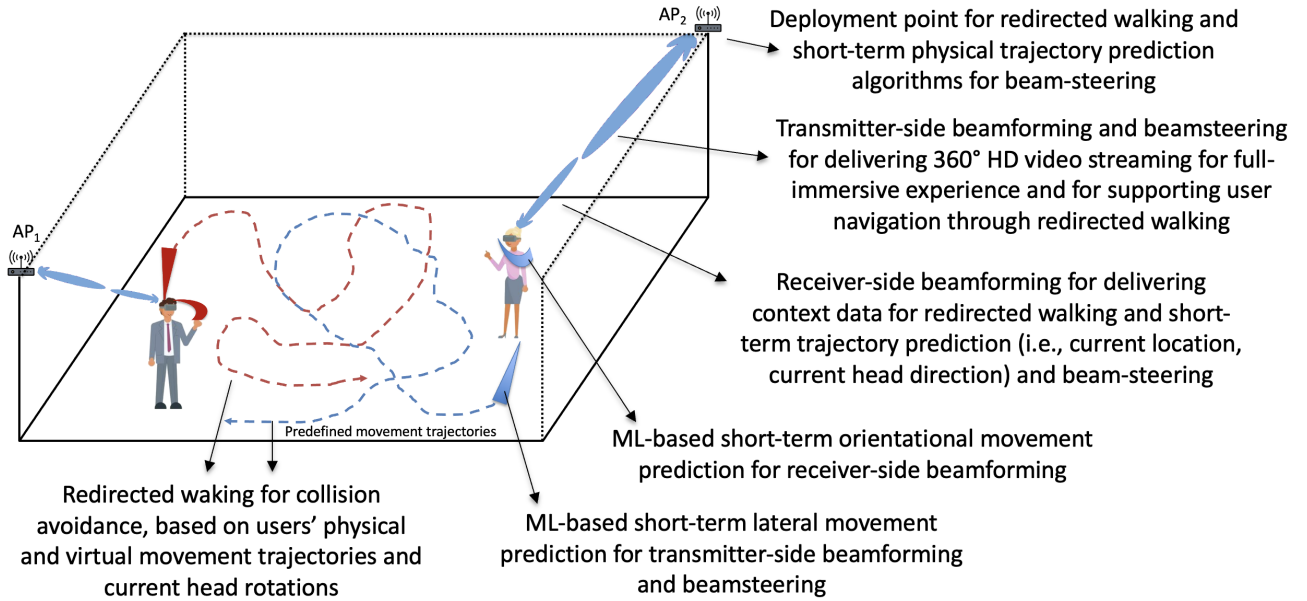 AP2
Deployment point for redirected walking and
short-term physical trajectory prediction
algorithms for beam-steering
Transmitter-side beamforming and beamsteering
for delivering 360° HD video streaming for full-
immersive experience and for supporting user
navigation through redirected walking
AP1
Receiver-side beamforming for delivering
context data for redirected walking and short-
term trajectory prediction (i.e., current location,
current head direction) and beam-steering
Predefined movement trajectories
ML-based short-term orientational movement
prediction for receiver-side beamforming
Redirected waking for collision
avoidance, based on users’ physical
and virtual movement trajectories and
current head rotations
ML-based short-term lateral movement
prediction for transmitter-side beamforming
and beamsteering